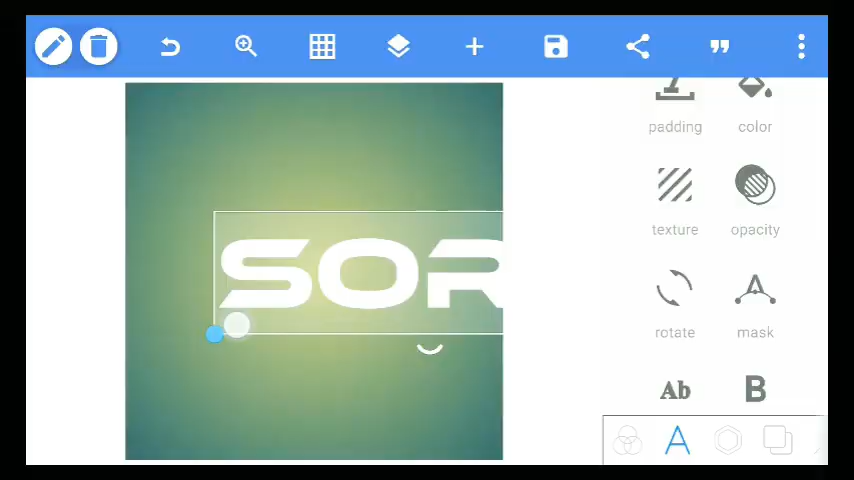 padding color
texture opacity
SOR
rotate mask
Ab B